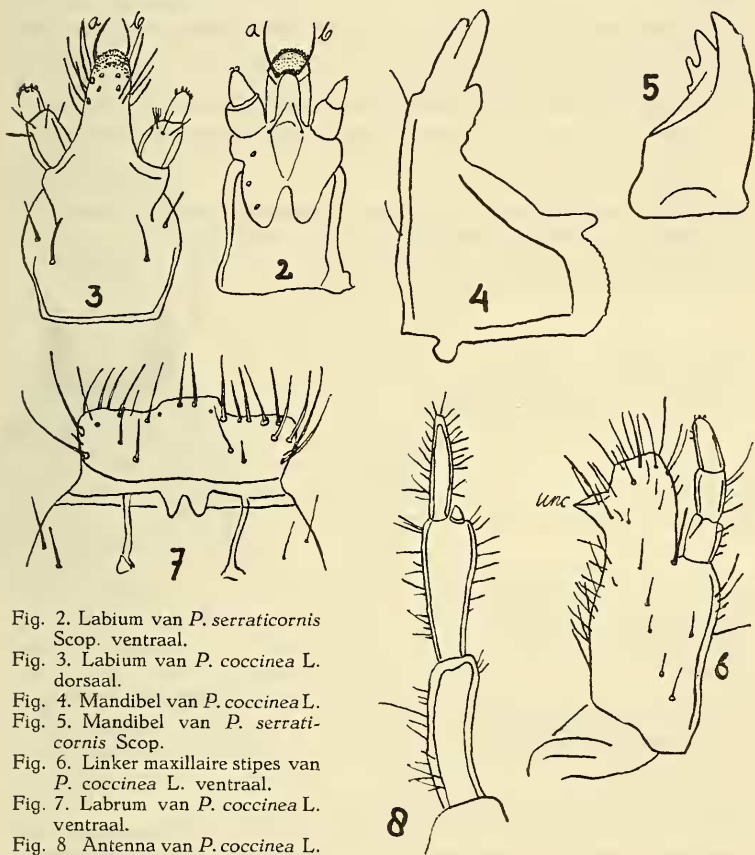 a b
a b
5
3
2
4
unc
7
6
8
Fig. 2. Labium van P. serraticornis
Scop. ventraal.
Fig. 3. Labium van P. coccinea L.
dorsaal.
Fig. 4. Mandibel van P. coccinea L.
Fig. 5. Mandibel van P. serrati-
cornis Scop.
Fig. 6. Linker maxillaire stipes van
P. coccinea L. ventraal.
Fig. 7. Labrum van P. coccinea L.
ventraal.
Fig. 8 Antenna van P. coccinea L.